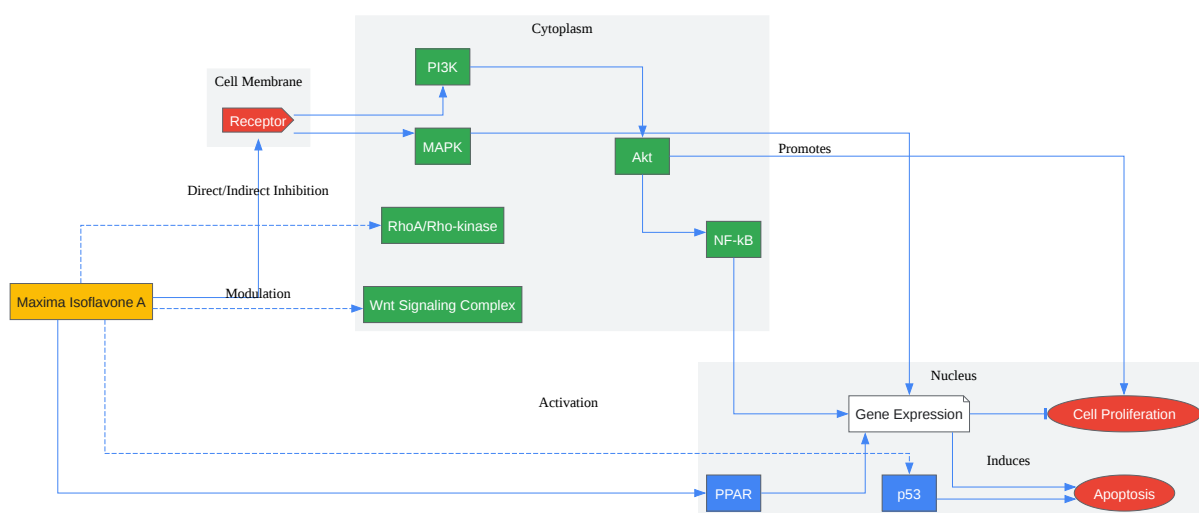 Cytoplasm
PI3K
Cell Membrane
Receptor
MAPK
Akt
Promotes
Direct/Indirect Inhibition
RhoA/Rho-kinase
NF-kB
Maxima Isoflavone A
Modulation
Wnt Signaling Complex
Nucleus
Activation
Gene Expression
Cell Proliferation
Induces
PPAR
p53
Apoptosis